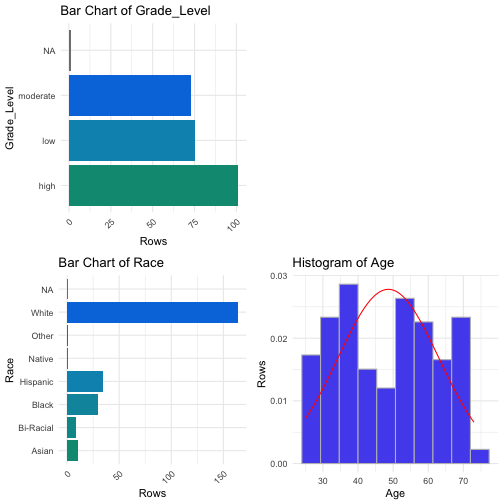 Bar Chart of Grade_Level
Grade_Level
NA
moderate
low
high
0
25
50
75
100
Rows
Bar Chart of Race
Race
NA
White
Other
Native
Hispanic
Black
Bi-Racial
Asian
0
50
100
150
Rows
Histogram of Age
Rows
0.03
0.02
0.01
0.00
30
40
50
60
70
Age